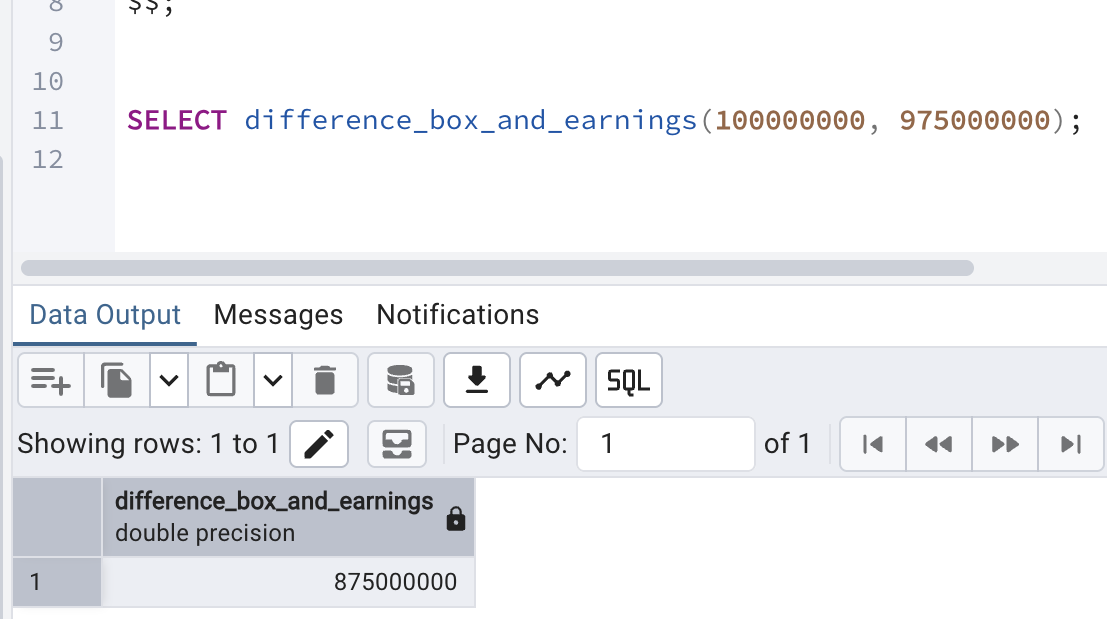 8 $$;
9
10
11 SELECT difference_box_and_earnings(100000000, 975000000);
12
Data Output Messages Notifications
SQL
Showing rows: 1 to 1 Page No: 1 of 1
difference_box_and_earnings
double precision
1 875000000